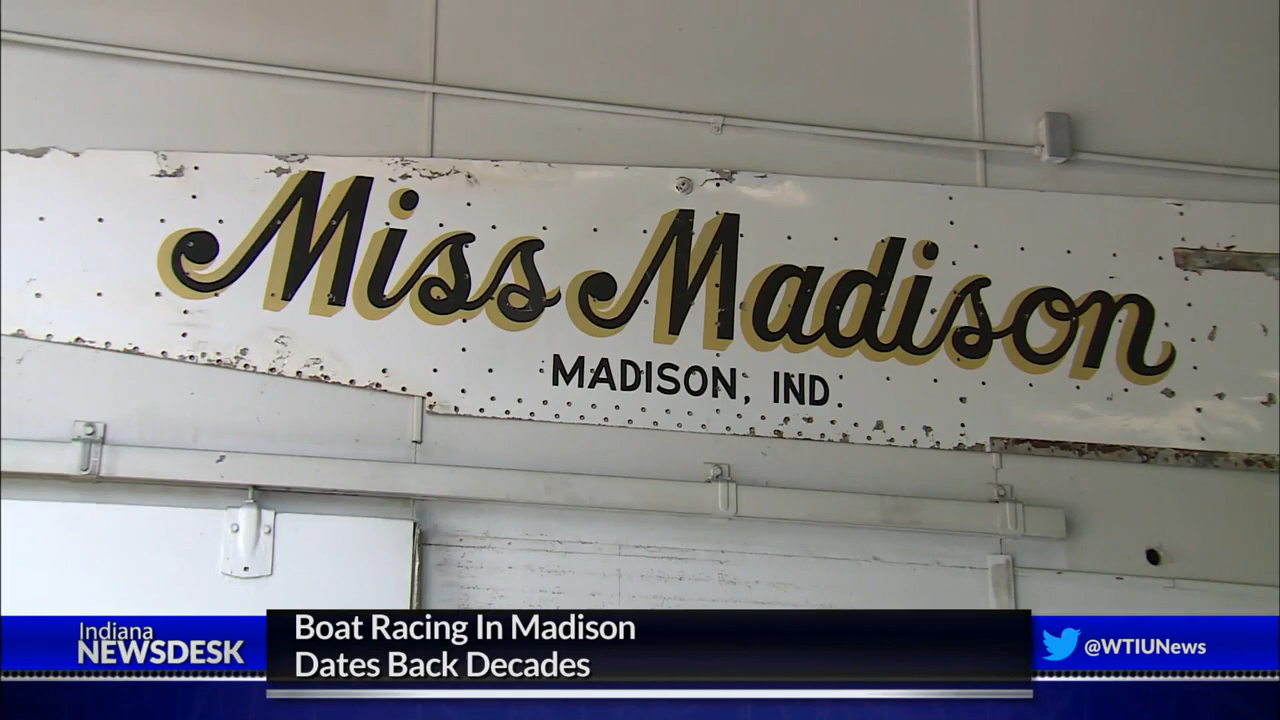 Miss Madison
MADISON, IND.
Indiana
NEWSDESK
Boat Racing In Madison
Dates Back Decades
@WTIUNews